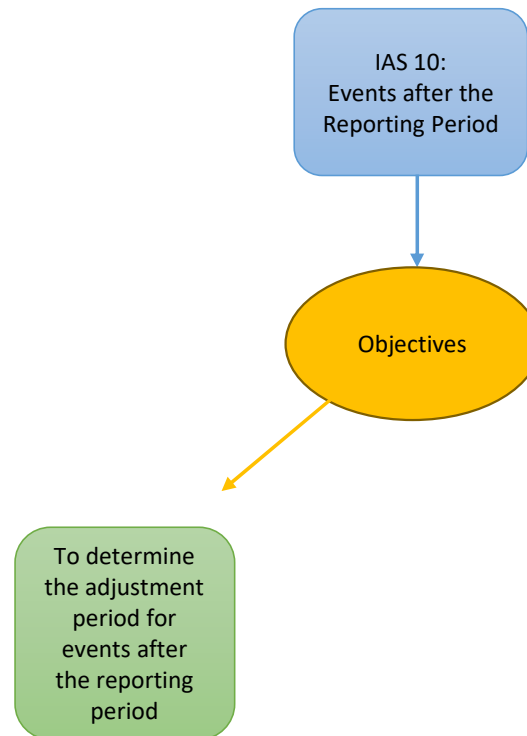 IAS 10:
Events after the
Reporting Period
Objectives
To determine
the adjustment
period for
events after
the reporting
period